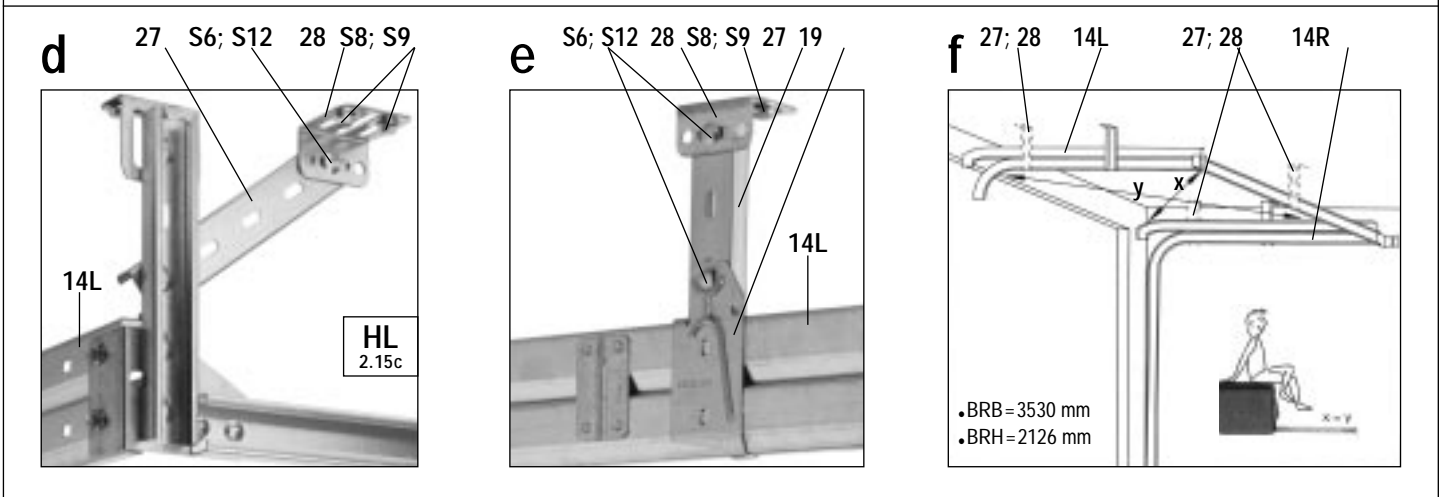 d 27 S6; S12 28 S8; S9
14L
HL
2.15c
e S6; S12 28 S8; S9 27 19
14L
f 27; 28 14L 27; 28 14R
y x
•BRB=3530 mm
•BRH=2126 mm
x = y